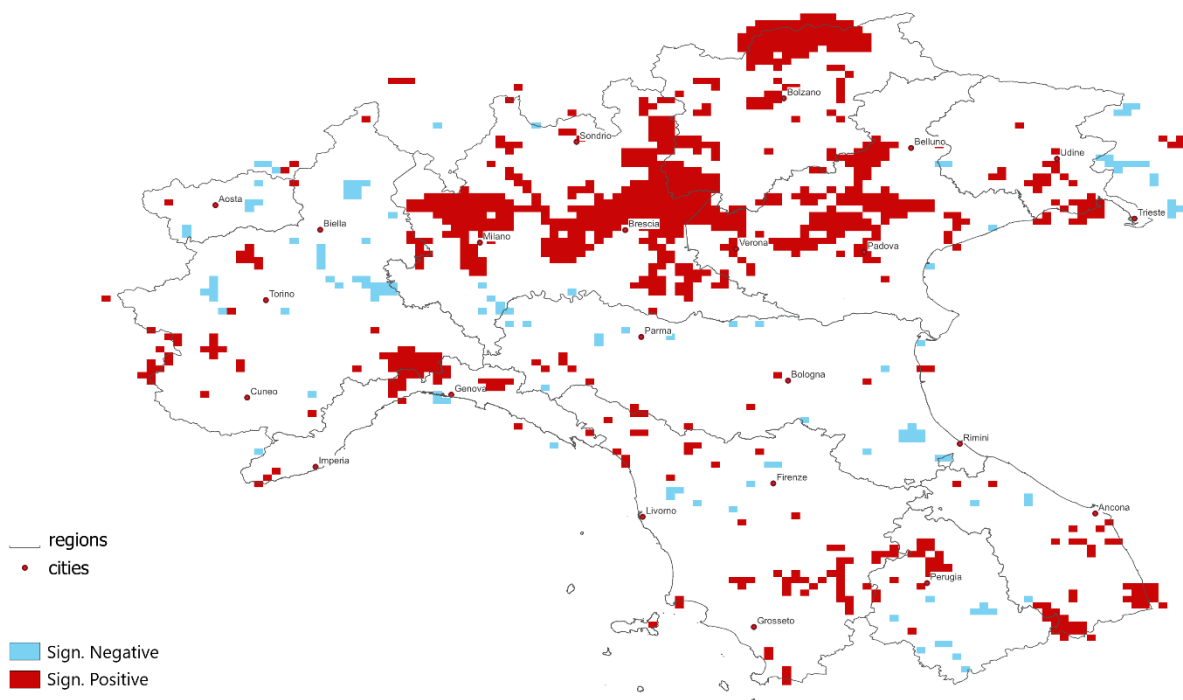 Bolzano
Sondrio
Belluno
Udine
Aosta
Trieste
Biella
Brescia
Milano
Verona
Padova
Torino
Parma
Bologna
Cuneo
Genova
Rimini
Imperia
Firenze
Livorno
Ancona
regions
cities
Perugia
Grosseto
Sign. Negative
Sign. Positive